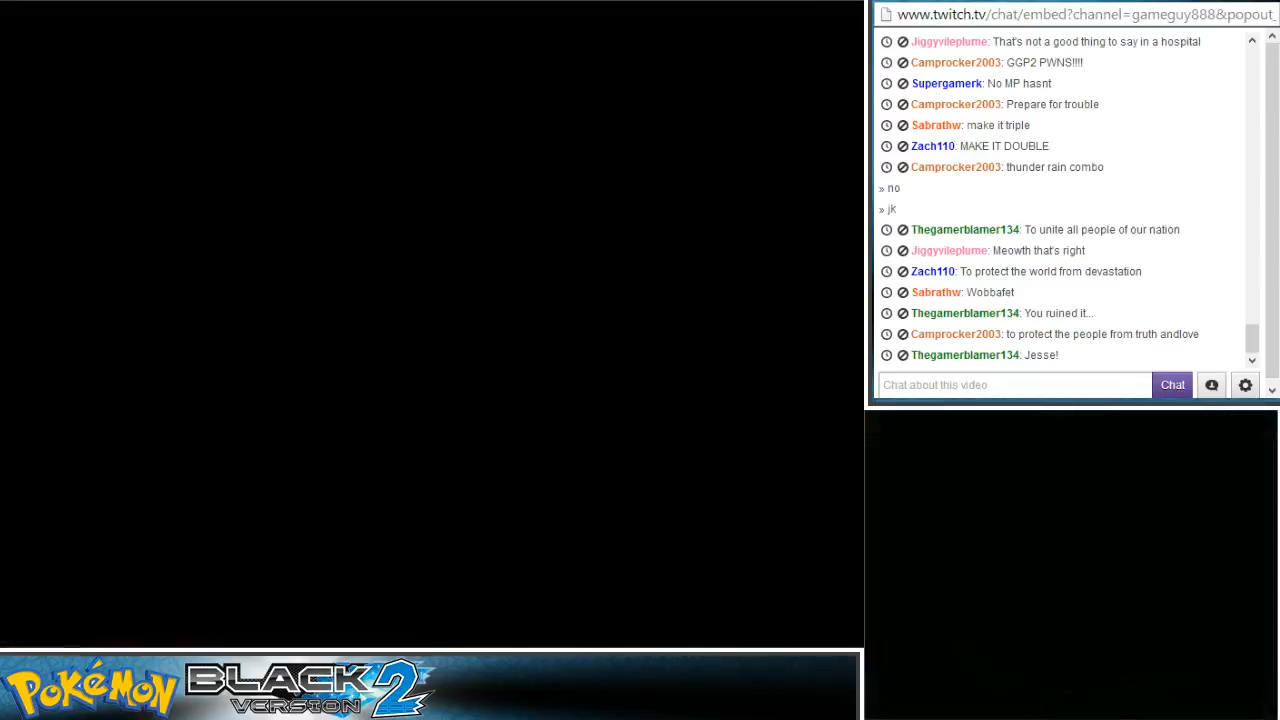 www.twitch.tv/chat/embed?channel=gameguy888&popout_
Jiggyvileplume: That's not a good thing to say in a hospital
Camprocker2003: GGP2 PWNS!!!!
Supergamerk: No MP hasnt
Camprocker2003: Prepare for trouble
Sabrathw: make it triple
Zach110: MAKE IT DOUBLE
Camprocker2003: thunder rain combo
» no
» jk
Thegamerblamer134: To unite all people of our nation
Jiggyvileplume: Meowth that's right
Zach110: To protect the world from devastation
Sabrathw: Wobbafet
Thegamerblamer134: You ruined it...
Camprocker2003: to protect the people from truth andlove
Thegamerblamer134: Jesse!
Chat about this video
Chat
POKéMON
BLACK 2
VERSION